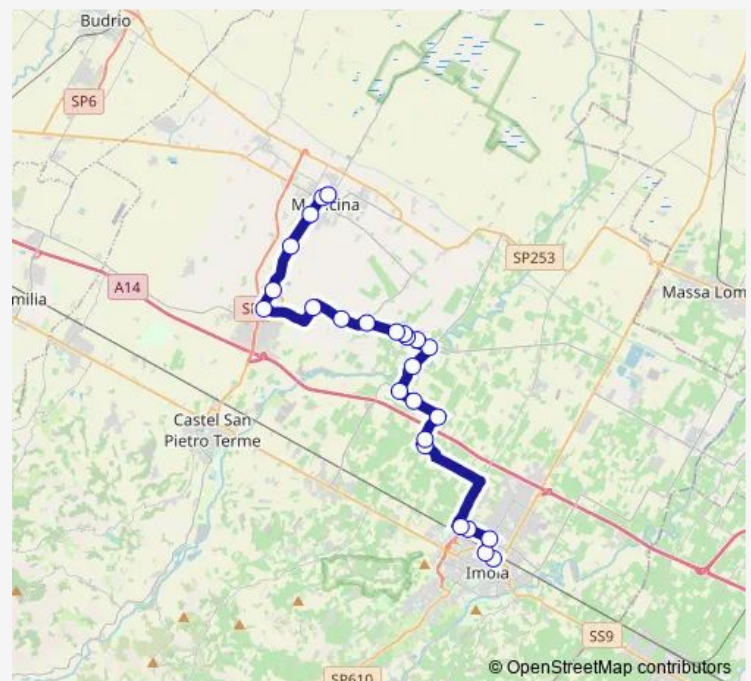 Budrio
SP6
SP253
A14
Massa Lom
milia
Castel San
Pietro Terme
Imola
SS9
SP610
© OpenStreetMap contributors